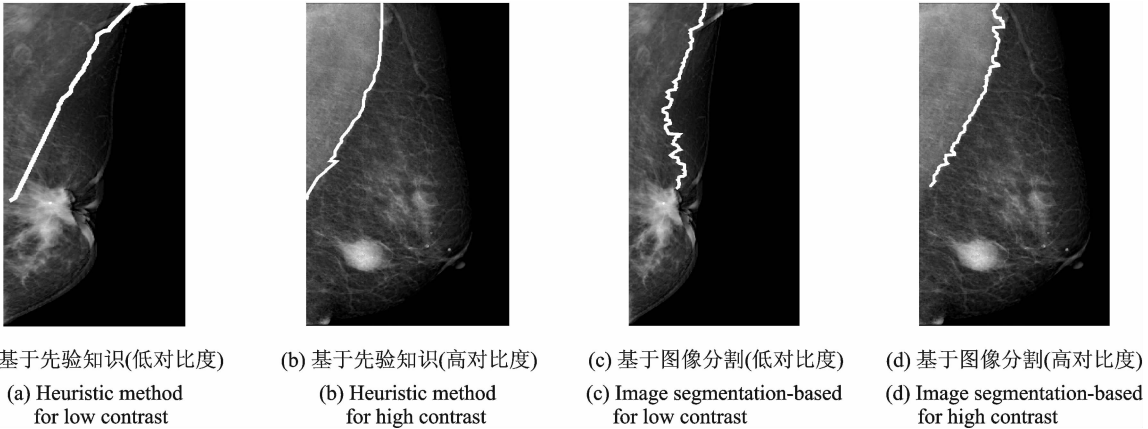 基于先验知识(低对比度)
(b) 基于先验知识(高对比度)
(c) 基于图像分割(低对比度)
(d) 基于图像分割(高对比度)
(a) Heuristic method
for low contrast
(b) Heuristic method
for high contrast
(c) Image segmentation-based
for low contrast
(d) Image segmentation-based
for high contrast